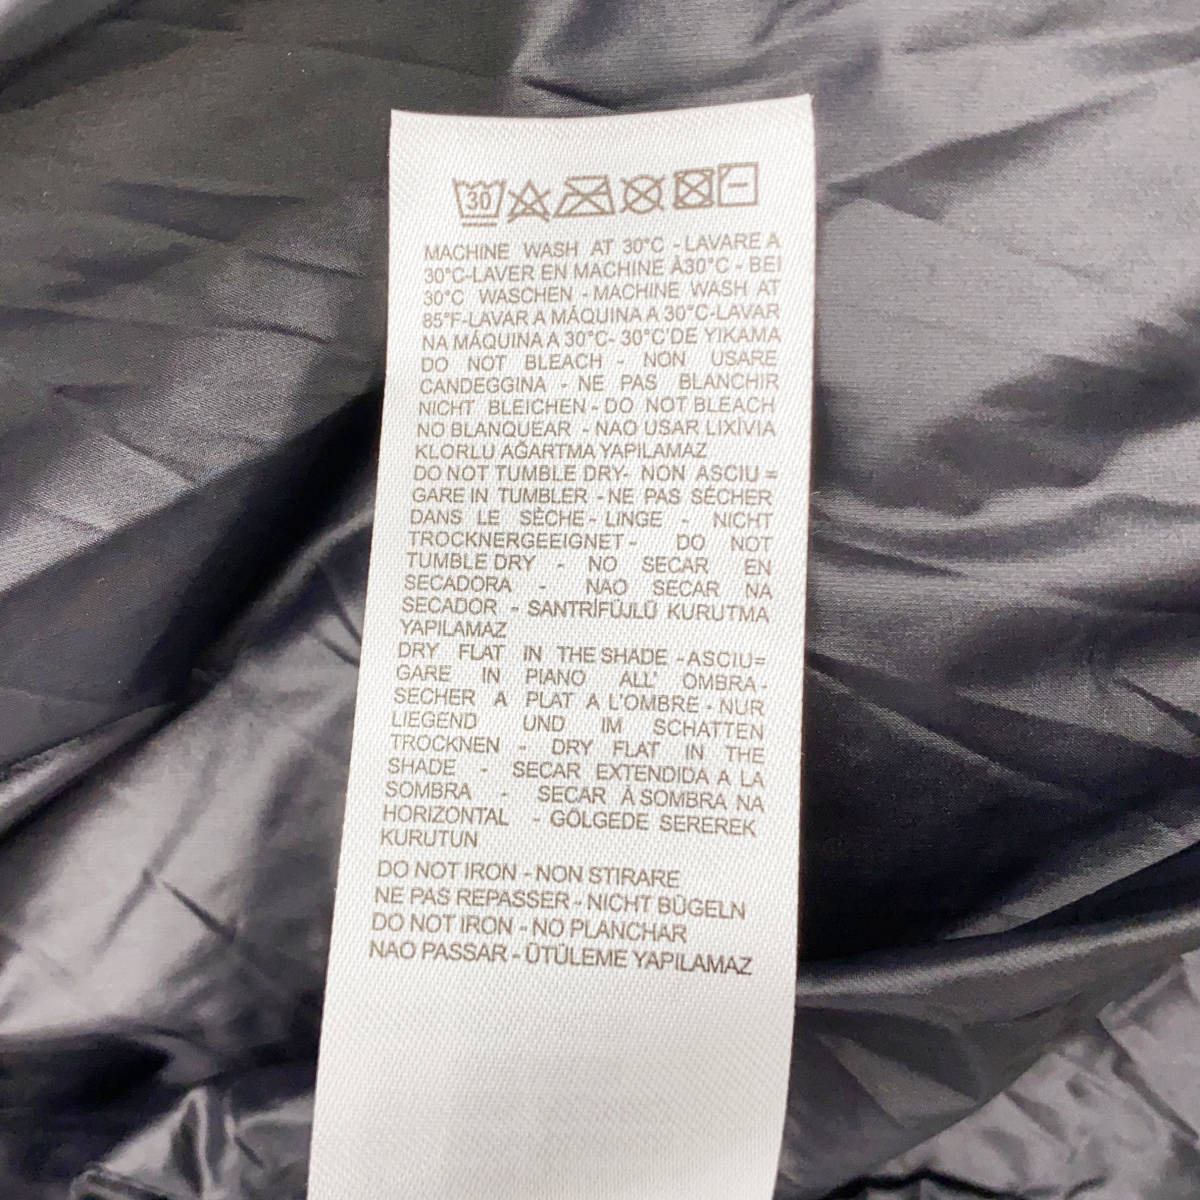 30
MACHINE WASH AT 30°C - LAVARE A
30°C-LAVER EN MACHINE À30°C - BEI
30°C WASCHEN - MACHINE WASH AT
85°F-LAVAR A MÁQUINA A 30°C-LAVAR
NA MÁQUINA A 30°C- 30°C'DE YIKAMA
DO NOT BLEACH - NON USARE
CANDEGGINA - NE PAS BLANCHIR
NICHT BLEICHEN - DO NOT BLEACH
NO BLANQUEAR - NAO USAR LIXÍVIA
KLORLU AĞARTMA YAPILAMAZ
DO NOT TUMBLE DRY- NON ASCIU=
GARE IN TUMBLER - NE PAS SÉCHER
DANS LE SÈCHE - LINGE - NICHT
TROCKNERGEEIGNET - DO NOT
TUMBLE DRY - NO SECAR EN
SECADORA - NAO SECAR NA
SECADOR - SANTRİFÜJLÜ KURUTMA
YAPILAMAZ
DRY FLAT IN THE SHADE -ASCIU=
GARE IN PIANO ALL' OMBRA-
SECHER A PLAT A L'OMBRE - NUR
LIEGEND UND IM SCHATTEN
TROCKNEN - DRY FLAT IN THE
SHADE - SECAR EXTENDIDA A LA
SOMBRA - SECAR À SOMBRA NA
HORIZONTAL - GÖLGEDE SEREREK
KURUTUN
DO NOT IRON - NON STIRARE
NE PAS REPASSER - NICHT BÜGELN
DO NOT IRON - NO PLANCHAR
NAO PASSAR - ÜTÜLEME YAPILAMAZ